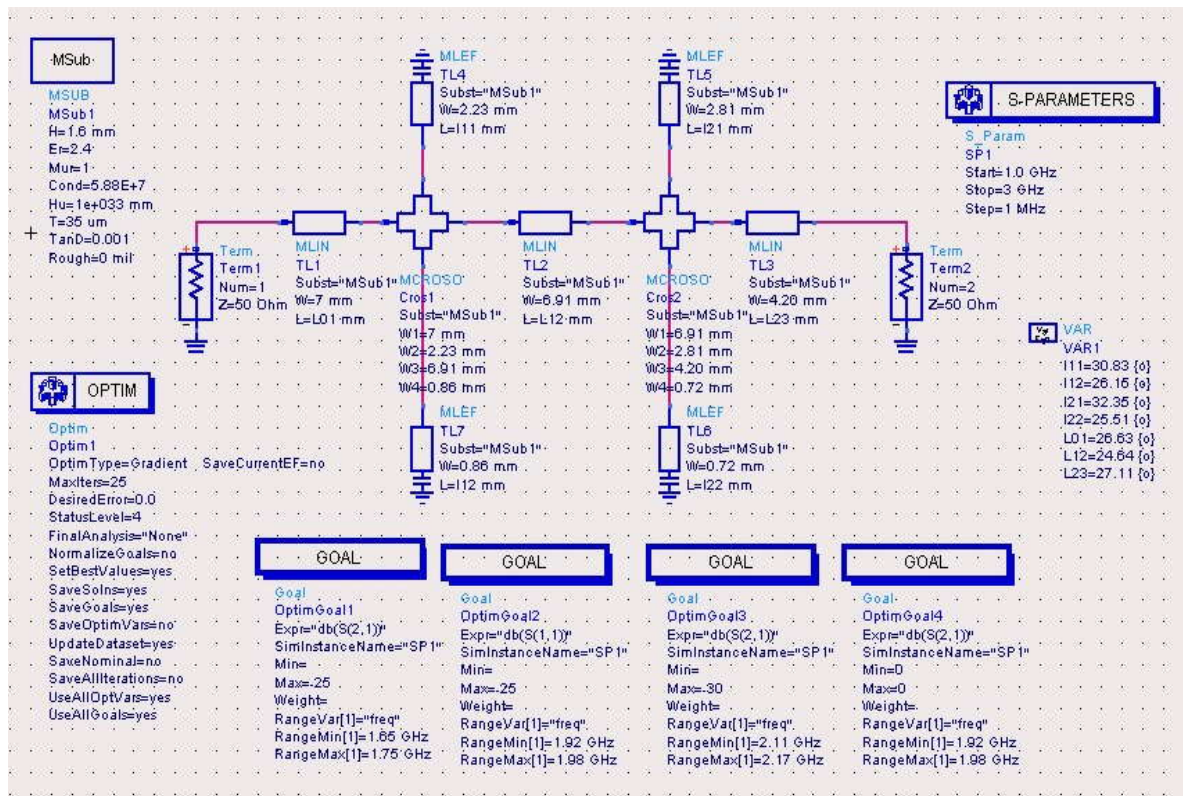 MSub
MSUB
MSub1
H=1.6 mm
Er=2.4
Mur=1
Cond=5.88E+7
Hu=1e+033 mm
T=35 um
TanD=0.001
Rough=0 mil
MLEF
TL4
Subst="MSub1"
W=2.23 mm
L=l11 mm
MLEF
TL5
Subst="MSub1"
W=2.81 mm
L=l21 mm
S-PARAMETERS
S_Param
SP1
Start=1.0 GHz
Stop=3 GHz
Step=1 MHz
Term
Term1
Num=1
Z=50 Ohm
MLIN
TL1
Subst="MSub1"
W=7 mm
L=L01 mm
MCROSO
Cros1
Subst="MSub1"
W1=7 mm
W2=2.23 mm
W3=6.91 mm
W4=0.86 mm
MLIN
TL2
Subst="MSub1"
W=6.91 mm
L=L12 mm
MCROSO
Cros2
Subst="MSub1"
W1=6.91 mm
W2=2.81 mm
W3=4.20 mm
W4=0.72 mm
MLIN
TL3
Subst="MSub1"
L=L23 mm
Term
Term2
Num=2
Z=50 Ohm
VAR
VAR1
l11=30.83 {o}
l12=26.15 {o}
l21=32.35 {o}
l22=25.51 {o}
L01=26.63 {o}
L12=24.64 {o}
L23=27.11 {o}
MLEF
TL7
Subst="MSub1"
W=0.86 mm
L=l12 mm
MLEF
TL6
Subst="MSub1"
W=0.72 mm
L=l22 mm
OPTIM
Optim
Optim1
OptimType=Gradient SaveCurrentEF=no
MaxIters=25
DesiredError=0.0
StatusLevel=4
FinalAnalysis="None"
NormalizeGoals=no
SetBestValues=yes
SaveSolns=yes
SaveGoals=yes
SaveOptimVars=no
UpdateDataset=yes
SaveNominal=no
SaveAllIterations=no
UseAllOptVars=yes
UseAllGoals=yes
GOAL
Goal
OptimGoal1
Expr="db(S(2,1))"
SimInstanceName="SP1"
Min=
Max=-25
Weight=
RangeVar[1]="freq"
RangeMin[1]=1.65 GHz
RangeMax[1]=1.75 GHz
GOAL
Goal
OptimGoal2
Expr="db(S(1,1))"
SimInstanceName="SP1"
Min=
Max=-25
Weight=
RangeVar[1]="freq"
RangeMin[1]=1.92 GHz
RangeMax[1]=1.98 GHz
GOAL
Goal
OptimGoal3
Expr="db(S(2,1))"
SimInstanceName="SP1"
Min=
Max=-30
Weight=
RangeVar[1]="freq"
RangeMin[1]=2.11 GHz
RangeMax[1]=2.17 GHz
GOAL
Goal
OptimGoal4
Expr="db(S(2,1))"
SimInstanceName="SP1"
Min=0
Max=0
Weight=
RangeVar[1]="freq"
RangeMin[1]=1.92 GHz
RangeMax[1]=1.98 GHz